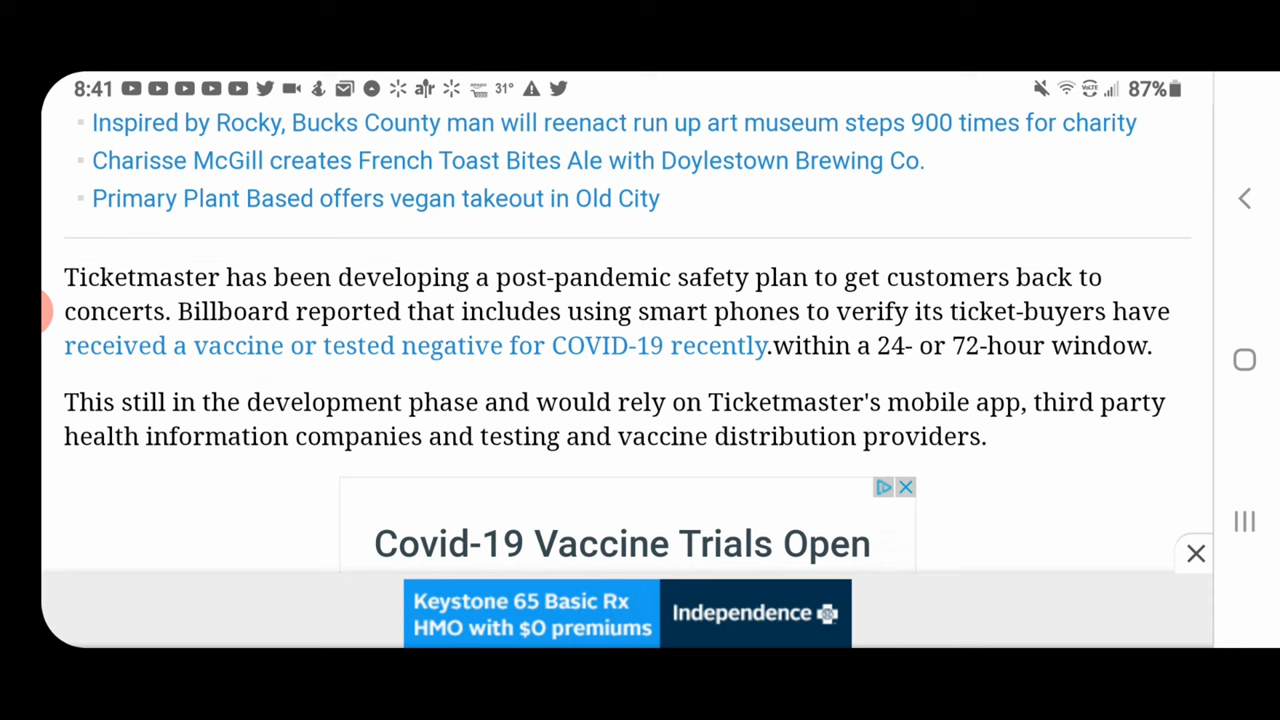 8:41 31° 87%
Inspired by Rocky, Bucks County man will reenact run up art museum steps 900 times for charity
Charisse McGill creates French Toast Bites Ale with Doylestown Brewing Co.
Primary Plant Based offers vegan takeout in Old City
Ticketmaster has been developing a post-pandemic safety plan to get customers back to
concerts. Billboard reported that includes using smart phones to verify its ticket-buyers have
received a vaccine or tested negative for COVID-19 recently.within a 24- or 72-hour window.
This still in the development phase and would rely on Ticketmaster's mobile app, third party
health information companies and testing and vaccine distribution providers.
Covid-19 Vaccine Trials Open
Keystone 65 Basic Rx
HMO with $0 premiums
Independence